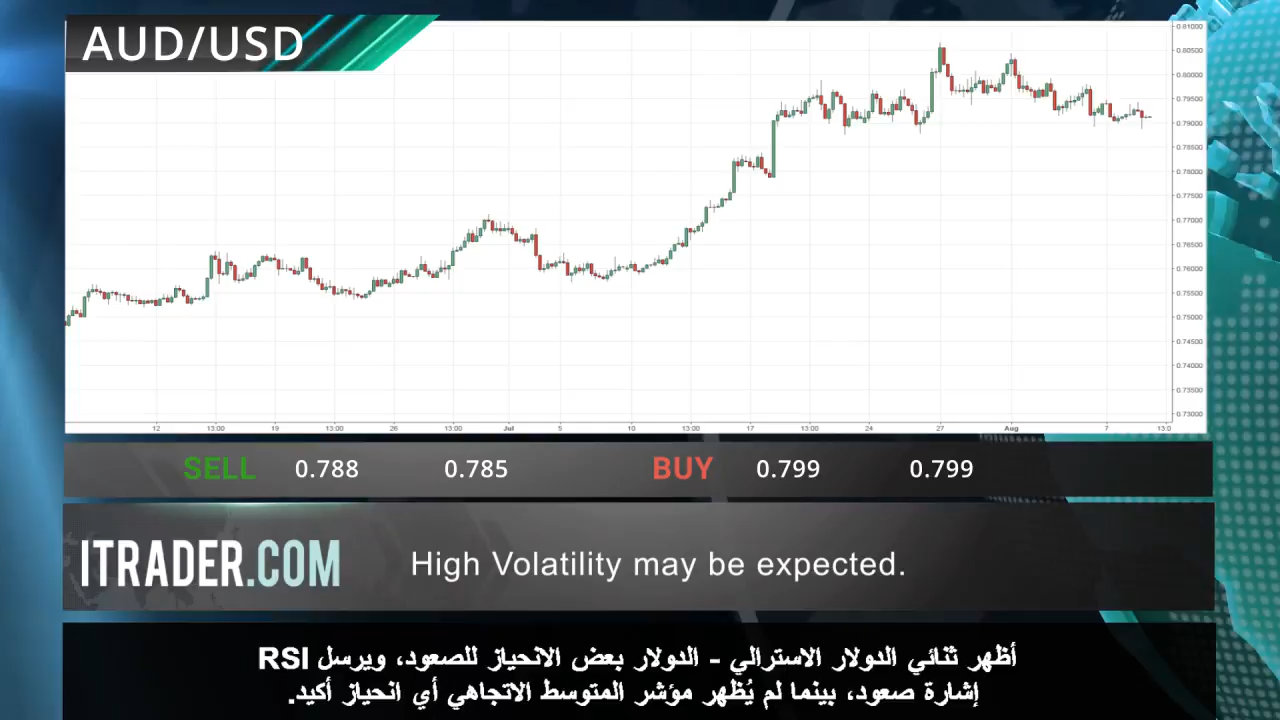 AUD/USD
0.81000
0.80500
0.80000
0.79500
0.79000
0.78500
0.78000
0.77500
0.77000
0.76500
0.76000
0.75500
0.75000
0.74500
0.74000
0.73500
0.73000
12 13:00 19 13:00 26 13:00 Jul 5 10 13:00 17 13:00 24 27 Aug 7 13:0
SELL 0.788 0.785 BUY 0.799 0.799
ITRADER.COM High Volatility may be expected.
أظهر ثنائي الدولار الاسترالي - الدولار بعض الانحياز للصعود، ويرسل RSI
إشارة صعود، بينما لم يُظهر مؤشر المتوسط الاتجاهي أي انحياز أكيد.